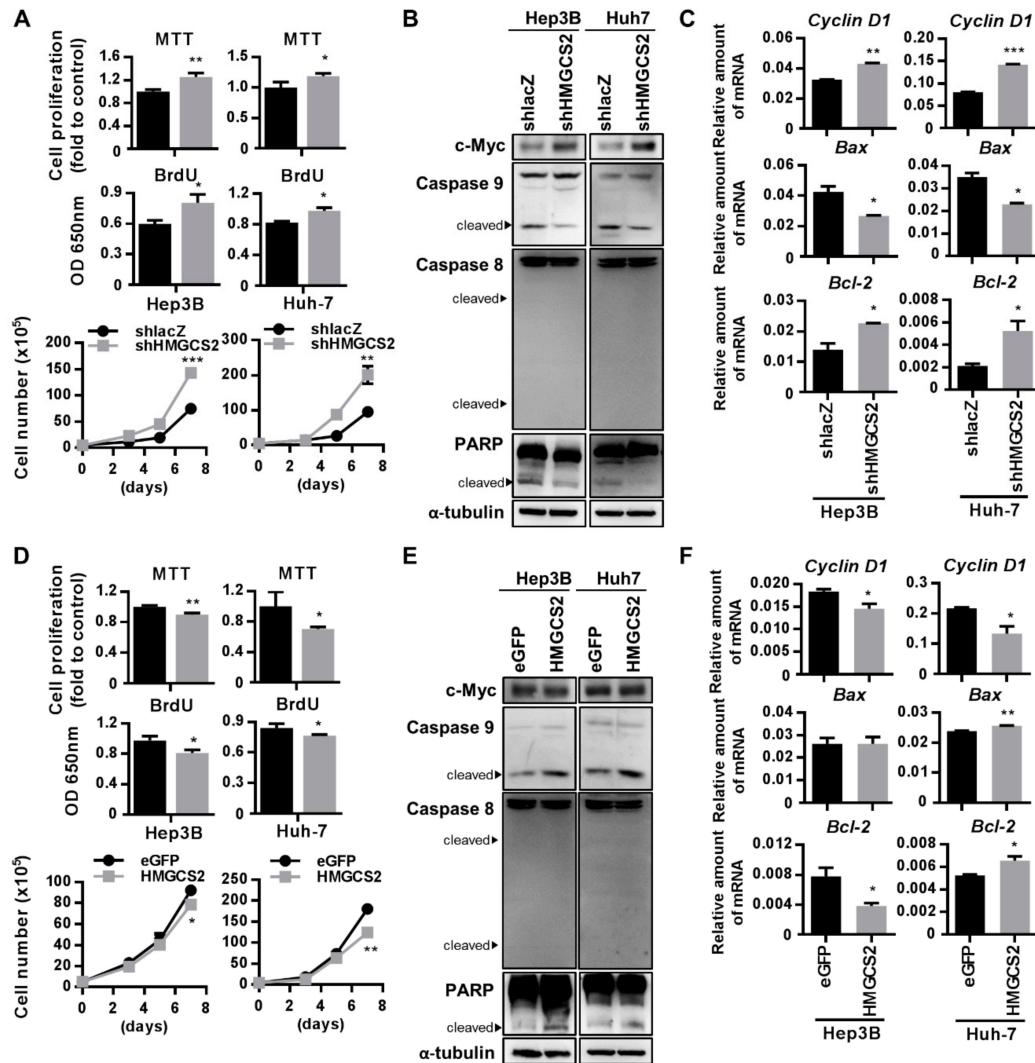 A
MTT
MTT
Cell proliferation
(fold to control)
1.6
1.2
0.8
0.4
0
**
1.6
1.2
0.8
0.4
0
*
BrdU
BrdU
OD 650nm
0.9
0.6
0.3
0
*
1.6
1.2
0.8
0.4
0
*
Hep3B
Huh-7
shlacZ
shHMGCS2
shlacZ
shHMGCS2
Cell number (x10⁵)
200
150
100
50
0
***
300
200
100
0
**
0 2 4 6 8
0 2 4 6 8
(days)
(days)
B
Hep3B
Huh7
shlacZ
shHMGCS2
shlacZ
shHMGCS2
c-Myc
Caspase 9
cleaved
Caspase 8
cleaved
cleaved
PARP
cleaved
α-tubulin
C
Cyclin D1
Cyclin D1
Relative amount
of mRNA
0.06
0.04
0.02
0
**
0.20
0.15
0.10
0.05
0
***
Bax
Bax
Relative amount
of mRNA
0.06
0.04
0.02
0
*
0.04
0.03
0.02
0.01
0
*
Bcl-2
Bcl-2
Relative amount
of mRNA
0.03
0.02
0.01
0
*
0.008
0.006
0.004
0.002
0
*
shlacZ
shHMGCS2
shlacZ
shHMGCS2
Hep3B
Huh-7
D
MTT
MTT
Cell proliferation
(fold to control)
1.2
0.8
0.4
0
**
1.2
0.8
0.4
0
*
BrdU
BrdU
OD 650nm
1.2
0.8
0.4
0
*
0.9
0.6
0.3
0
*
Hep3B
Huh-7
eGFP
HMGCS2
eGFP
HMGCS2
Cell number (x10⁵)
100
80
60
40
20
0
*
250
200
150
100
50
0
**
0 2 4 6 8
0 2 4 6 8
(days)
(days)
E
Hep3B
Huh7
eGFP
HMGCS2
eGFP
HMGCS2
c-Myc
Caspase 9
cleaved
Caspase 8
cleaved
cleaved
PARP
cleaved
α-tubulin
F
Cyclin D1
Cyclin D1
Relative amount
of mRNA
0.020
0.015
0.010
0.005
0
*
0.3
0.2
0.1
0
*
Bax
Bax
Relative amount
of mRNA
0.04
0.03
0.02
0.01
0
0.03
0.02
0.01
0
**
Bcl-2
Bcl-2
Relative amount
of mRNA
0.012
0.009
0.006
0.003
0
*
0.008
0.006
0.004
0.002
0
*
eGFP
HMGCS2
eGFP
HMGCS2
Hep3B
Huh-7